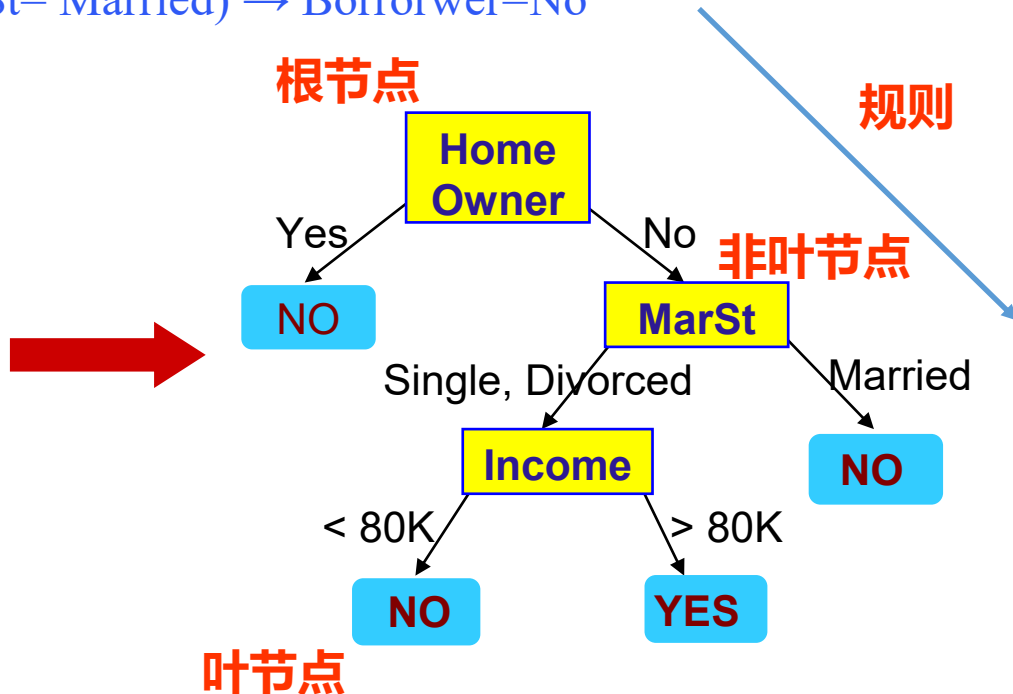 t= Married) → Borrorwer=No
根节点
规则
Home
Owner
Yes
No
非叶节点
NO
MarSt
Single, Divorced
Married
Income
NO
< 80K
> 80K
NO
YES
叶节点